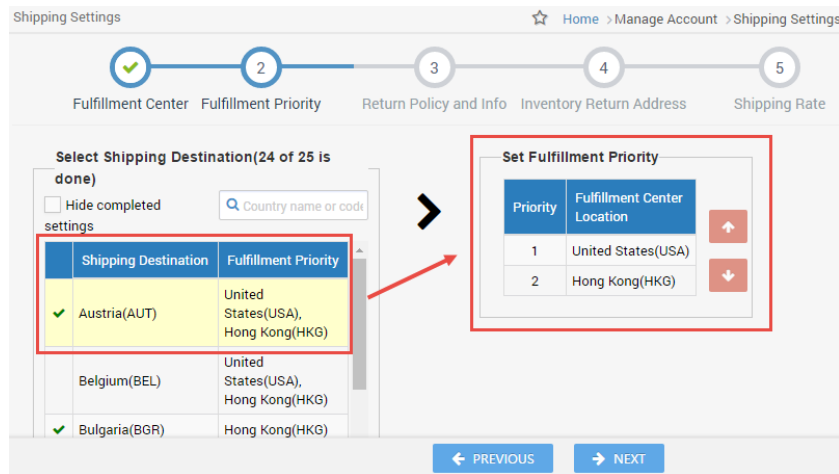 Shipping Settings
Home > Manage Account > Shipping Settings
2
3
4
5
Fulfillment Center
Fulfillment Priority
Return Policy and Info
Inventory Return Address
Shipping Rate
Select Shipping Destination(24 of 25 is
done)
Hide completed
settings
Country name or code
Shipping Destination
Fulfillment Priority
Austria(AUT)
United
States(USA),
Hong Kong(HKG)
Belgium(BEL)
United
States(USA),
Hong Kong(HKG)
Bulgaria(BGR)
Hong Kong(HKG)
Set Fulfillment Priority
Priority
Fulfillment Center
Location
1
United States(USA)
2
Hong Kong(HKG)
PREVIOUS
NEXT